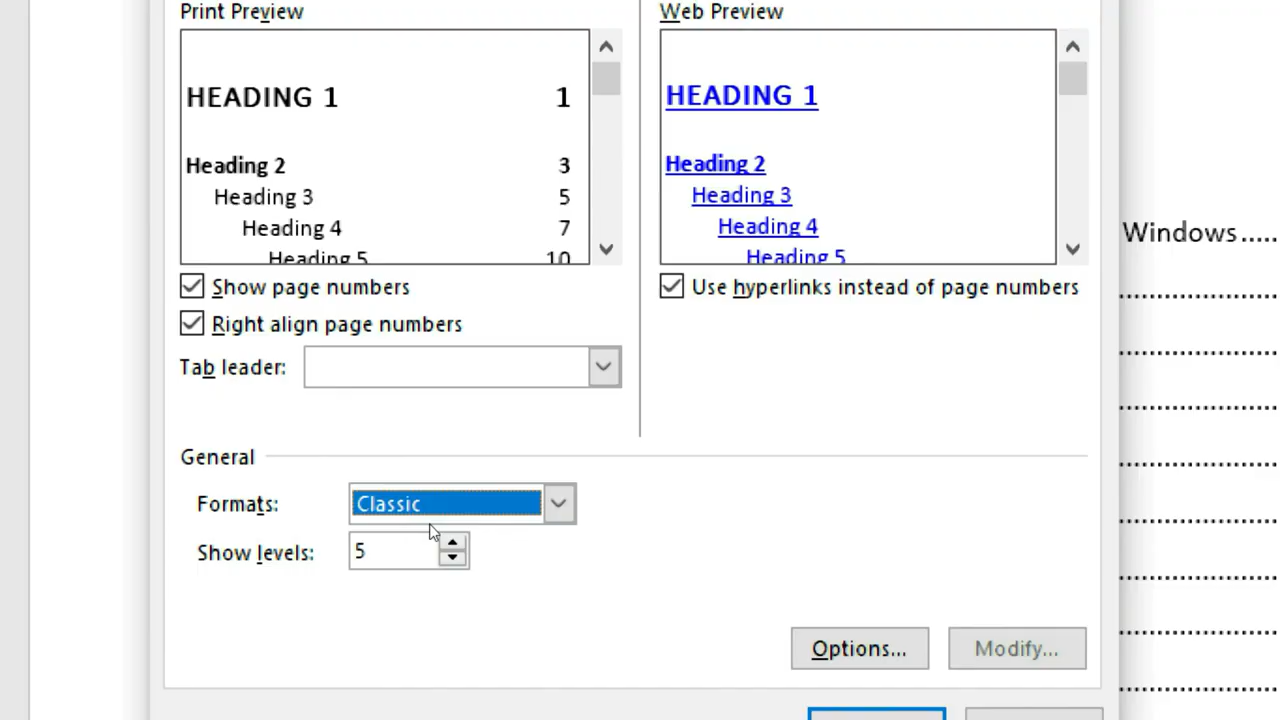 Print Preview
HEADING 1 1
Heading 2 3
Heading 3 5
Heading 4 7
Heading 5 10
Show page numbers
Right align page numbers
Tab leader:
Web Preview
HEADING 1
Heading 2
Heading 3
Heading 4
Heading 5
Use hyperlinks instead of page numbers
General
Formats: Classic
Show levels: 5
Options...
Modify...
Windows.....